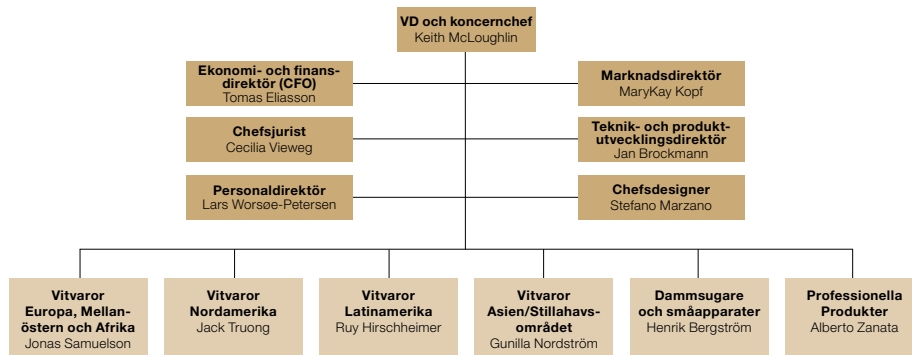 VD och koncernchef
Keith McLoughlin
Ekonomi- och finans-
direktör (CFO)
Tomas Eliasson
Marknadsdirektör
MaryKay Kopf
Chefsjurist
Cecilia Vieweg
Teknik- och produkt-
utvecklingsdirektör
Jan Brockmann
Personaldirektör
Lars Worsøe-Petersen
Chefsdesigner
Stefano Marzano
Vitvaror
Europa, Mellan-
östern och Afrika
Jonas Samuelson
Vitvaror
Nordamerika
Jack Truong
Vitvaror
Latinamerika
Ruy Hirschheimer
Vitvaror
Asien/Stillahavs-
området
Gunilla Nordström
Dammsugare
och småapparater
Henrik Bergström
Professionella
Produkter
Alberto Zanata